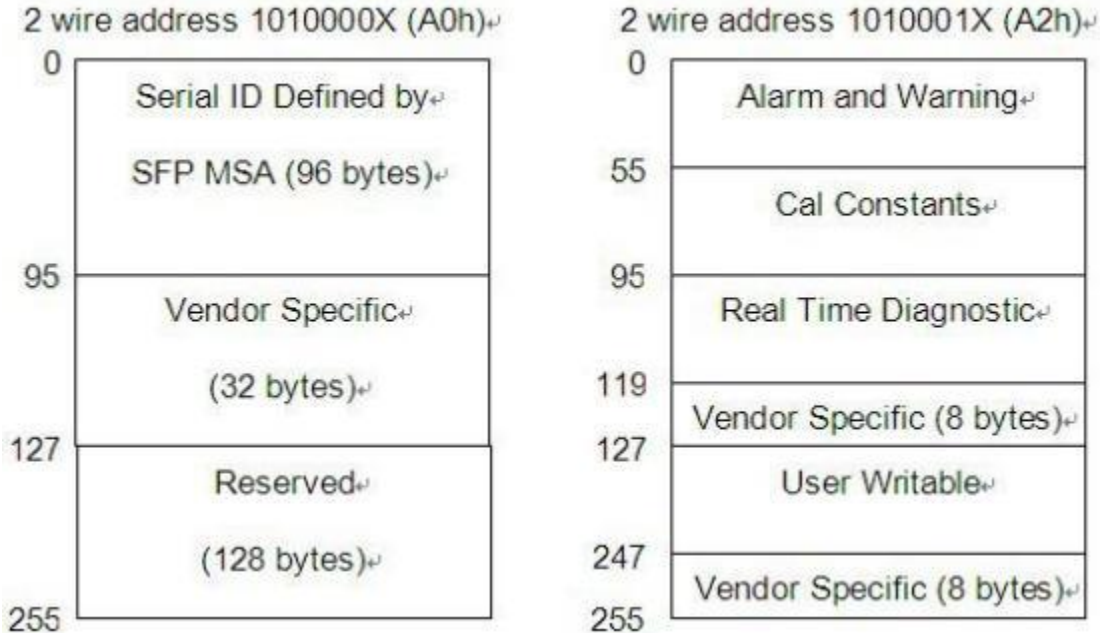 2 wire address 1010000X (A0h)↵
0
Serial ID Defined by↵
SFP MSA (96 bytes)↵
95
Vendor Specific↵
(32 bytes)↵
127
Reserved↵
(128 bytes)↵
255
2 wire address 1010001X (A2h)↵
0
Alarm and Warning↵
55
Cal Constants↵
95
Real Time Diagnostic↵
119
Vendor Specific (8 bytes)↵
127
User Writable↵
247
Vendor Specific (8 bytes)↵
255